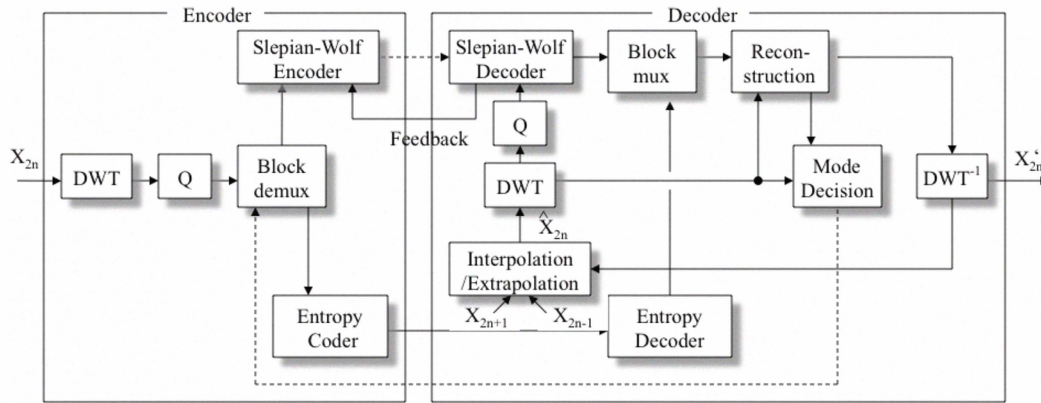 Encoder
Decoder
Slepian-Wolf
Encoder
Slepian-Wolf
Decoder
Block
mux
Recon-
struction
Feedback
Q
X2n
DWT
Q
Block
demux
DWT
Mode
Decision
DWT-1
X2n‘
X̂2n
Interpolation
/Extrapolation
X2n+1
X2n-1
Entropy
Coder
Entropy
Decoder